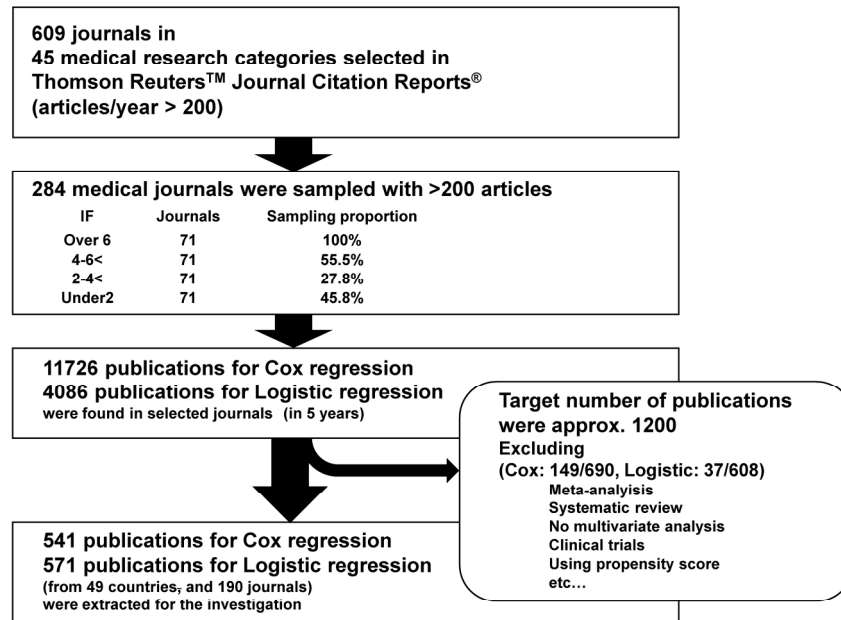 609 journals in
45 medical research categories selected in
Thomson Reuters™ Journal Citation Reports®
(articles/year > 200)
284 medical journals were sampled with >200 articles
IF Journals Sampling proportion
Over 6 71 100%
4-6< 71 55.5%
2-4< 71 27.8%
Under2 71 45.8%
11726 publications for Cox regression
4086 publications for Logistic regression
were found in selected journals (in 5 years)
Target number of publications
were approx. 1200
Excluding
(Cox: 149/690, Logistic: 37/608)
Meta-analyisis
Systematic review
No multivariate analysis
Clinical trials
Using propensity score
etc…
541 publications for Cox regression
571 publications for Logistic regression
(from 49 countries, and 190 journals)
were extracted for the investigation